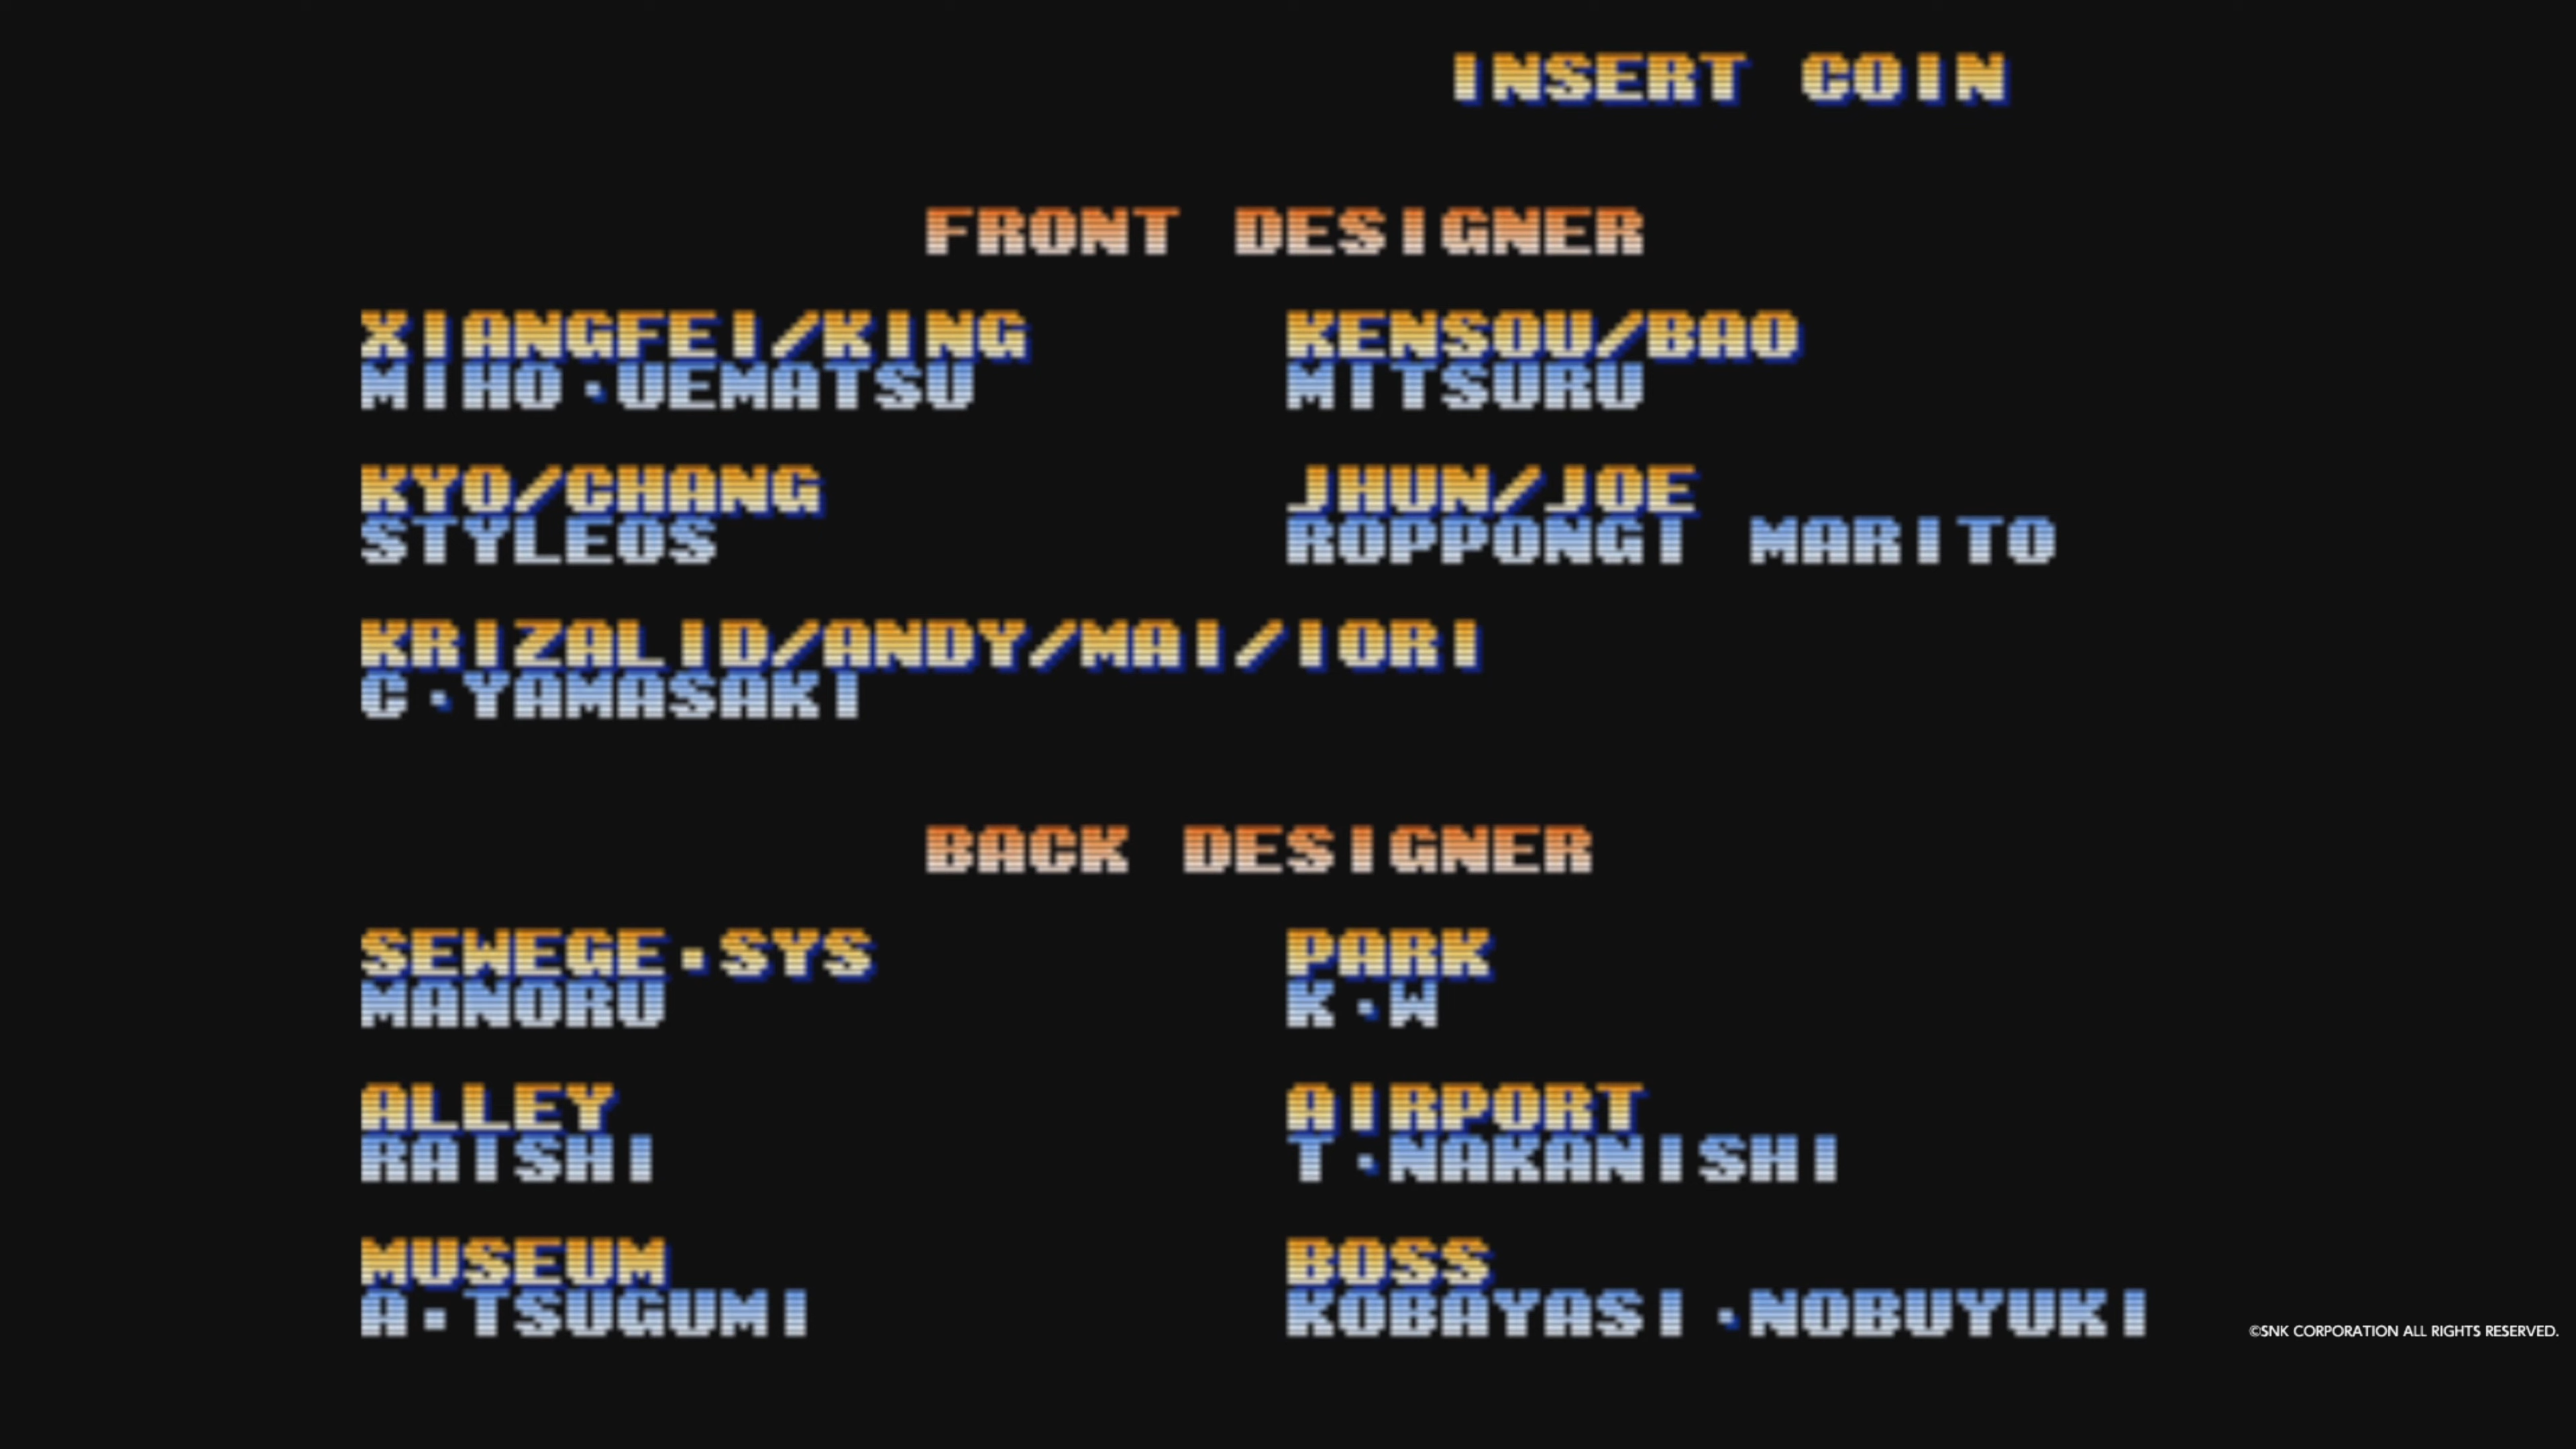 INSERT COIN
FRONT DESIGNER
XIANGFEI/KING
MIHO·UEMATSU
KENSOU/BAO
MITSURU
KYO/CHANG
STYLEOS
JHUN/JOE
ROPPONGI MARITO
KRIZALID/ANDY/MAI/IORI
C·YAMASAKI
BACK DESIGNER
SEWEGE·SYS
MANORU
PARK
K·W
ALLEY
RAISHI
AIRPORT
T·NAKANISHI
MUSEUM
A·TSUGUMI
BOSS
KOBAYASI·NOBUYUKI
©SNK CORPORATION ALL RIGHTS RESERVED.